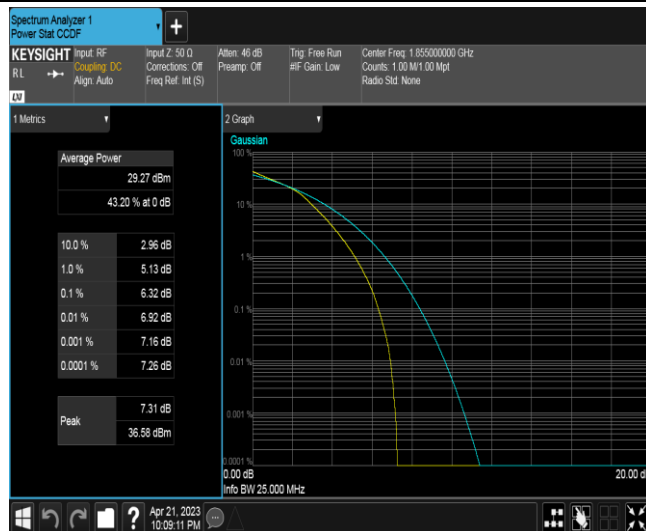 Spectrum Analyzer 1
Power Stat CCDF
+
KEYSIGHT
RL
Input: RF
Coupling: DC
Align: Auto
Input Z: 50 Ω
Corrections: Off
Freq Ref: Int (S)
Atten: 46 dB
Preamp: Off
Trig: Free Run
#IF Gain: Low
Center Freq: 1.855000000 GHz
Counts: 1.00 M/1.00 Mpt
Radio Std: None
1 Metrics
Average Power
29.27 dBm
43.20 % at 0 dB
10.0 % 2.96 dB
1.0 % 5.13 dB
0.1 % 6.32 dB
0.01 % 6.92 dB
0.001 % 7.16 dB
0.0001 % 7.26 dB
Peak
7.31 dB
36.58 dBm
2 Graph
Gaussian
100 %
10 %
1 %
0.1 %
0.01 %
0.001 %
0.0001 %
0.00 dB
20.00 d
Info BW 25.000 MHz
?
Apr 21, 2023
10:09:11 PM